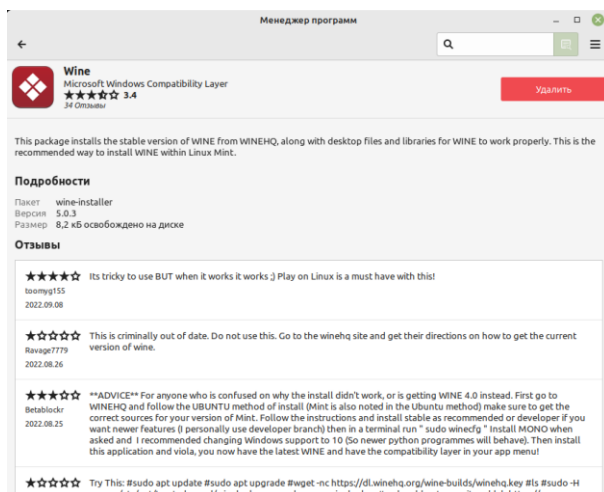 Менеджер программ
Wine
Microsoft Windows Compatibility Layer
3.4
34 Отзывы
Удалить
This package installs the stable version of WINE from WINEHQ, along with desktop files and libraries for WINE to work properly. This is the
recommended way to install WINE within Linux Mint.
Подробности
Пакет wine-installer
Версия 5.0.3
Размер 8,2 кБ освобождено на диске
Отзывы
Its tricky to use BUT when it works it works ;) Play on Linux is a must have with this!
toomyg155
2022.09.08
This is criminally out of date. Do not use this. Go to the winehq site and get their directions on how to get the current
version of wine.
Ravage7779
2022.08.26
**ADVICE** For anyone who is confused on why the install didn't work, or is getting WINE 4.0 instead. First go to
WINEHQ and follow the UBUNTU method of install (Mint is also noted in the Ubuntu method) make sure to get the
correct sources for your version of Mint. Follow the instructions and install stable as recommended or developer if you
want newer features (I personally use developer branch) then in a terminal run " sudo winecfg " Install MONO when
asked and I recommended changing Windows support to 10 (So newer python programmes will behave). Then install
this application and viola, you now have the latest WINE and have the compatibility layer in your app menu!
Betablockr
2022.08.25
Try This: #sudo apt update #sudo apt upgrade #wget -nc https://dl.winehq.org/wine-builds/winehq.key #ls #sudo -H